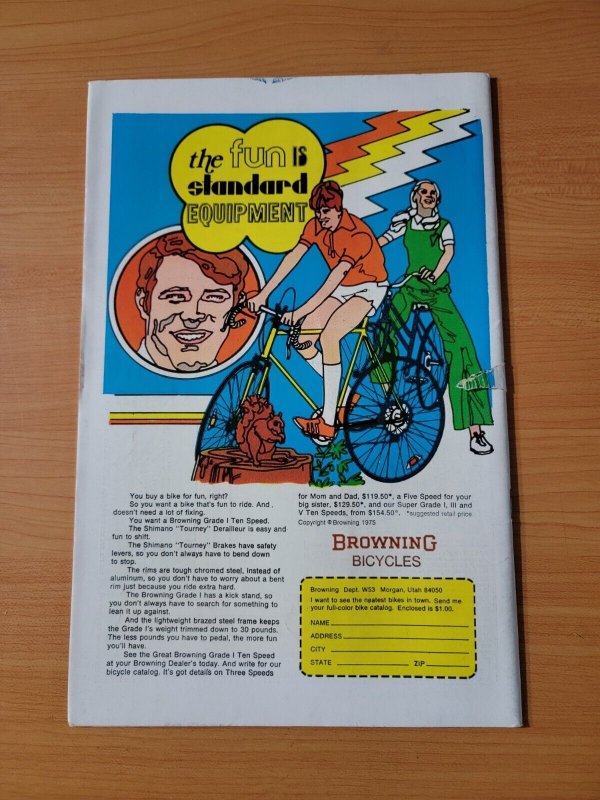 the fun IS
standard
EQUIPMENT
You buy a bike for fun, right?
So you want a bike that's fun to ride. And
doesn't need a lot of fixing.
You want a Browning Grade I Ten Speed.
The Shimano "Tourney" Derailleur is easy and
fun to shift.
The Shimano "Tourney" Brakes have safety
levers, so you don't always have to bend down
to stop.
The rims are tough chromed steel, instead of
aluminum, so you don't have to worry about a bent
rim just because you ride extra hard.
The Browning Grade I has a kick stand, so
you don't always have to search for something to
lean it up against.
And the lightweight brazed steel frame keeps
the Grade I's weight trimmed down to 30 pounds.
The less pounds you have to pedal, the more fun
you'll have.
See the Great Browning Grade I Ten Speed
at your Browning Dealer's today. And write for our
bicycle catalog. It's got details on Three Speeds
for Mom and Dad, $119.50*, a Five Speed for your
big sister, $129.50*, and our Super Grade I, III and
V Ten Speeds, from $154.50*. *suggested retail price
Copyright © Browning 1975
BROWNING
BICYCLES
Browning Dept. W53 Morgan, Utah 84050
I want to see the neatest bikes in town. Send me
your full-color bike catalog. Enclosed is $1.00.
NAME
ADDRESS
CITY
STATE ZIP